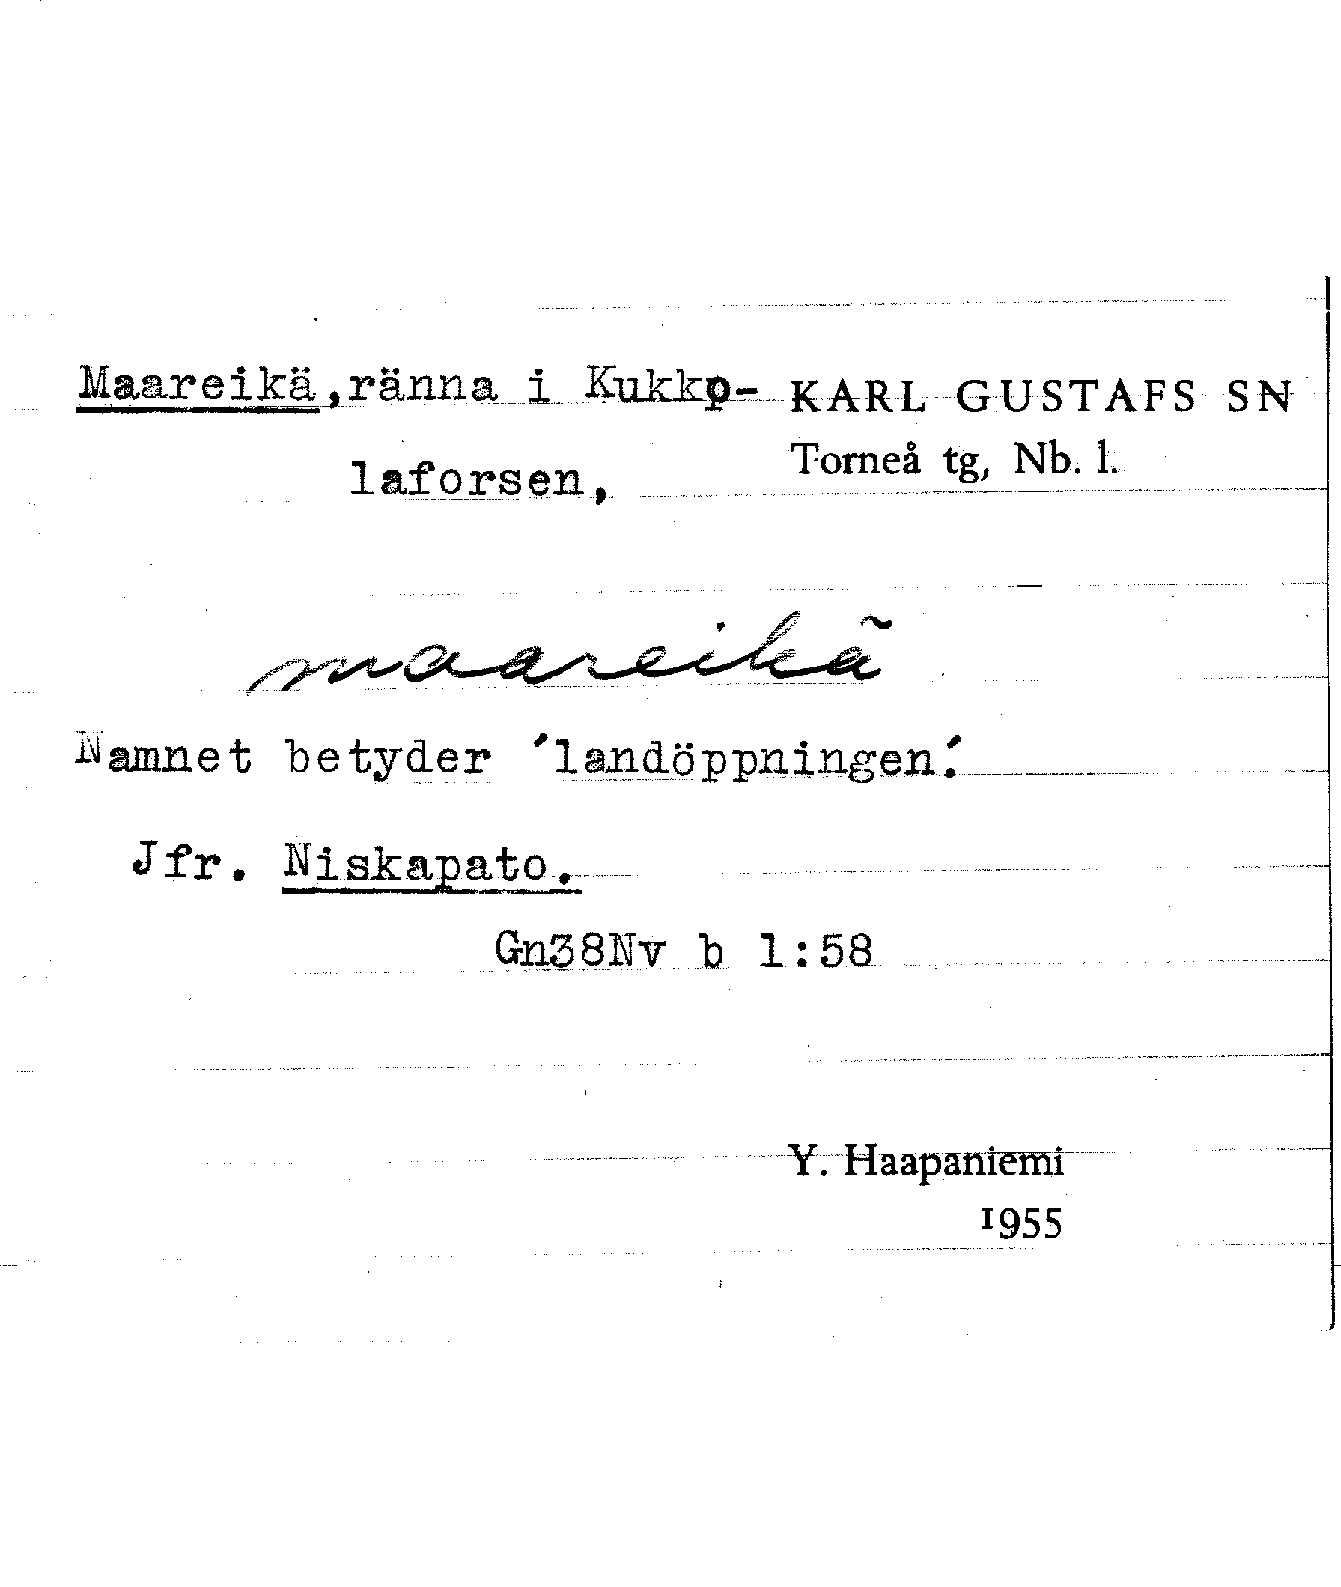 Maareikä,ränna i Kukko- KARL GUSTAFS SN
laforsen, Torneå tg, Nb. l.
maareikä
Namnet betyder 'landöppningen.'
Jfr. Niskapato.
Gn38Nv b 1:58
Y. Haapaniemi
1955